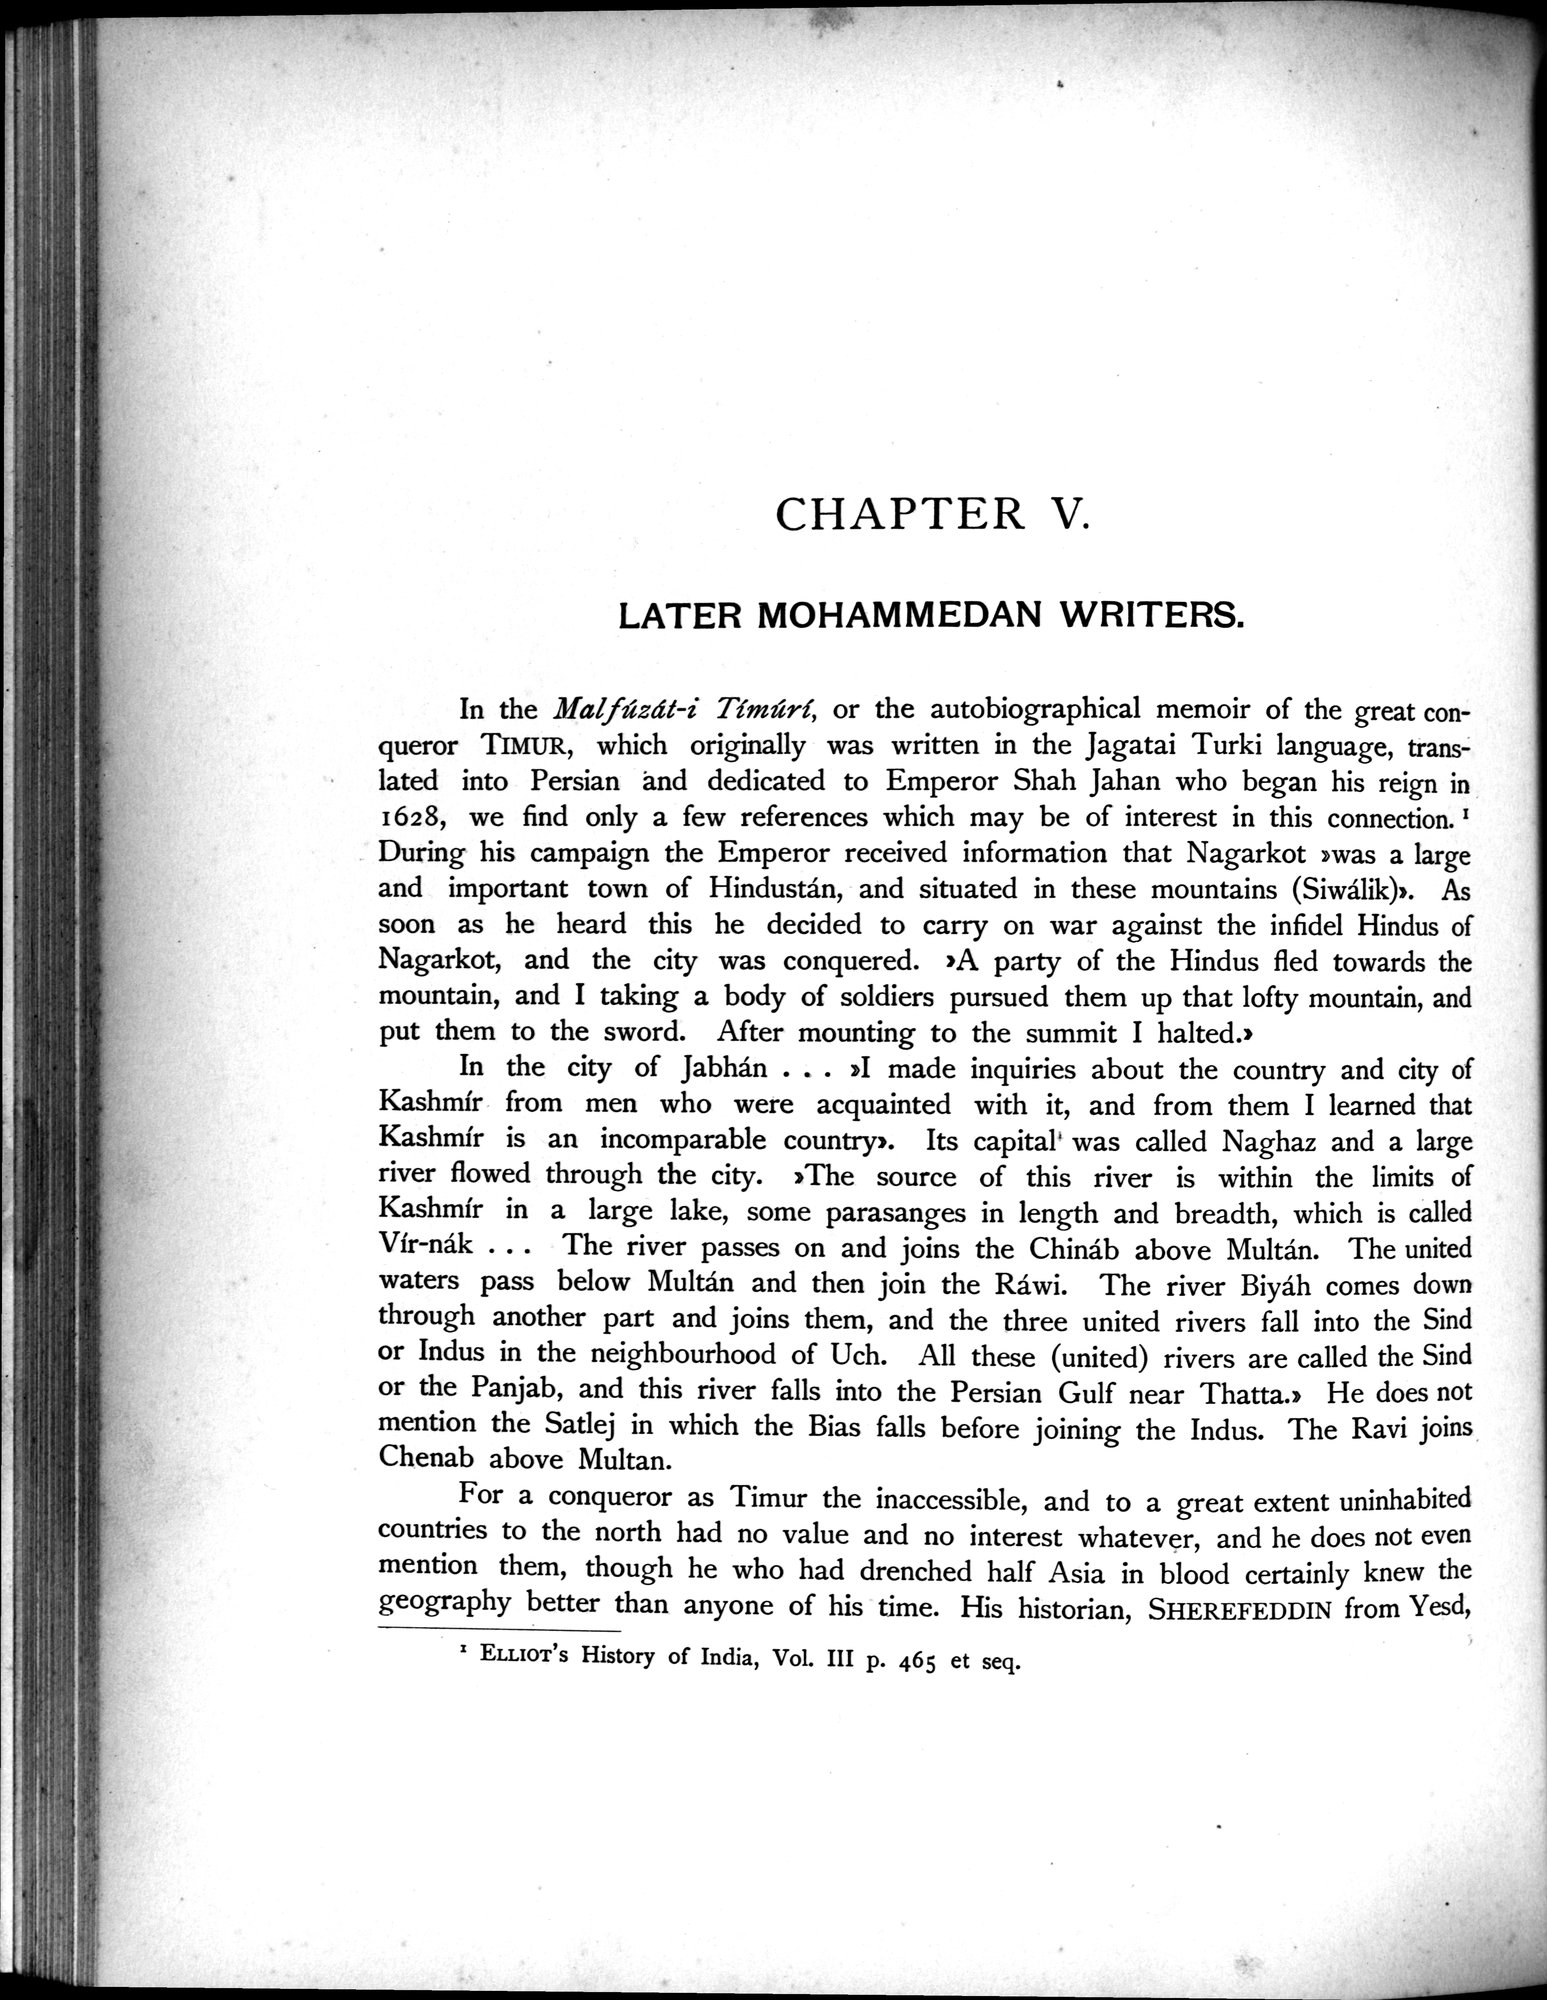 CHAPTER V.
LATER MOHAMMEDAN WRITERS.
In the Malfúzát-i Tímúrí, or the autobiographical memoir of the great con-
queror TIMUR, which originally was written in the Jagatai Turki language, trans-
lated into Persian and dedicated to Emperor Shah Jahan who began his reign in
1628, we find only a few references which may be of interest in this connection. ¹
During his campaign the Emperor received information that Nagarkot »was a large
and important town of Hindustán, and situated in these mountains (Siwálik)». As
soon as he heard this he decided to carry on war against the infidel Hindus of
Nagarkot, and the city was conquered. »A party of the Hindus fled towards the
mountain, and I taking a body of soldiers pursued them up that lofty mountain, and
put them to the sword. After mounting to the summit I halted.»
In the city of Jabhán . . . »I made inquiries about the country and city of
Kashmír from men who were acquainted with it, and from them I learned that
Kashmír is an incomparable country». Its capital was called Naghaz and a large
river flowed through the city. »The source of this river is within the limits of
Kashmír in a large lake, some parasanges in length and breadth, which is called
Vír-nák . . . The river passes on and joins the Chináb above Multán. The united
waters pass below Multán and then join the Ráwi. The river Biyáh comes down
through another part and joins them, and the three united rivers fall into the Sind
or Indus in the neighbourhood of Uch. All these (united) rivers are called the Sind
or the Panjab, and this river falls into the Persian Gulf near Thatta.» He does not
mention the Satlej in which the Bias falls before joining the Indus. The Ravi joins
Chenab above Multan.
For a conqueror as Timur the inaccessible, and to a great extent uninhabited
countries to the north had no value and no interest whatever, and he does not even
mention them, though he who had drenched half Asia in blood certainly knew the
geography better than anyone of his time. His historian, SHEREFEDDIN from Yesd,
¹ ELLIOT's History of India, Vol. III p. 465 et seq.